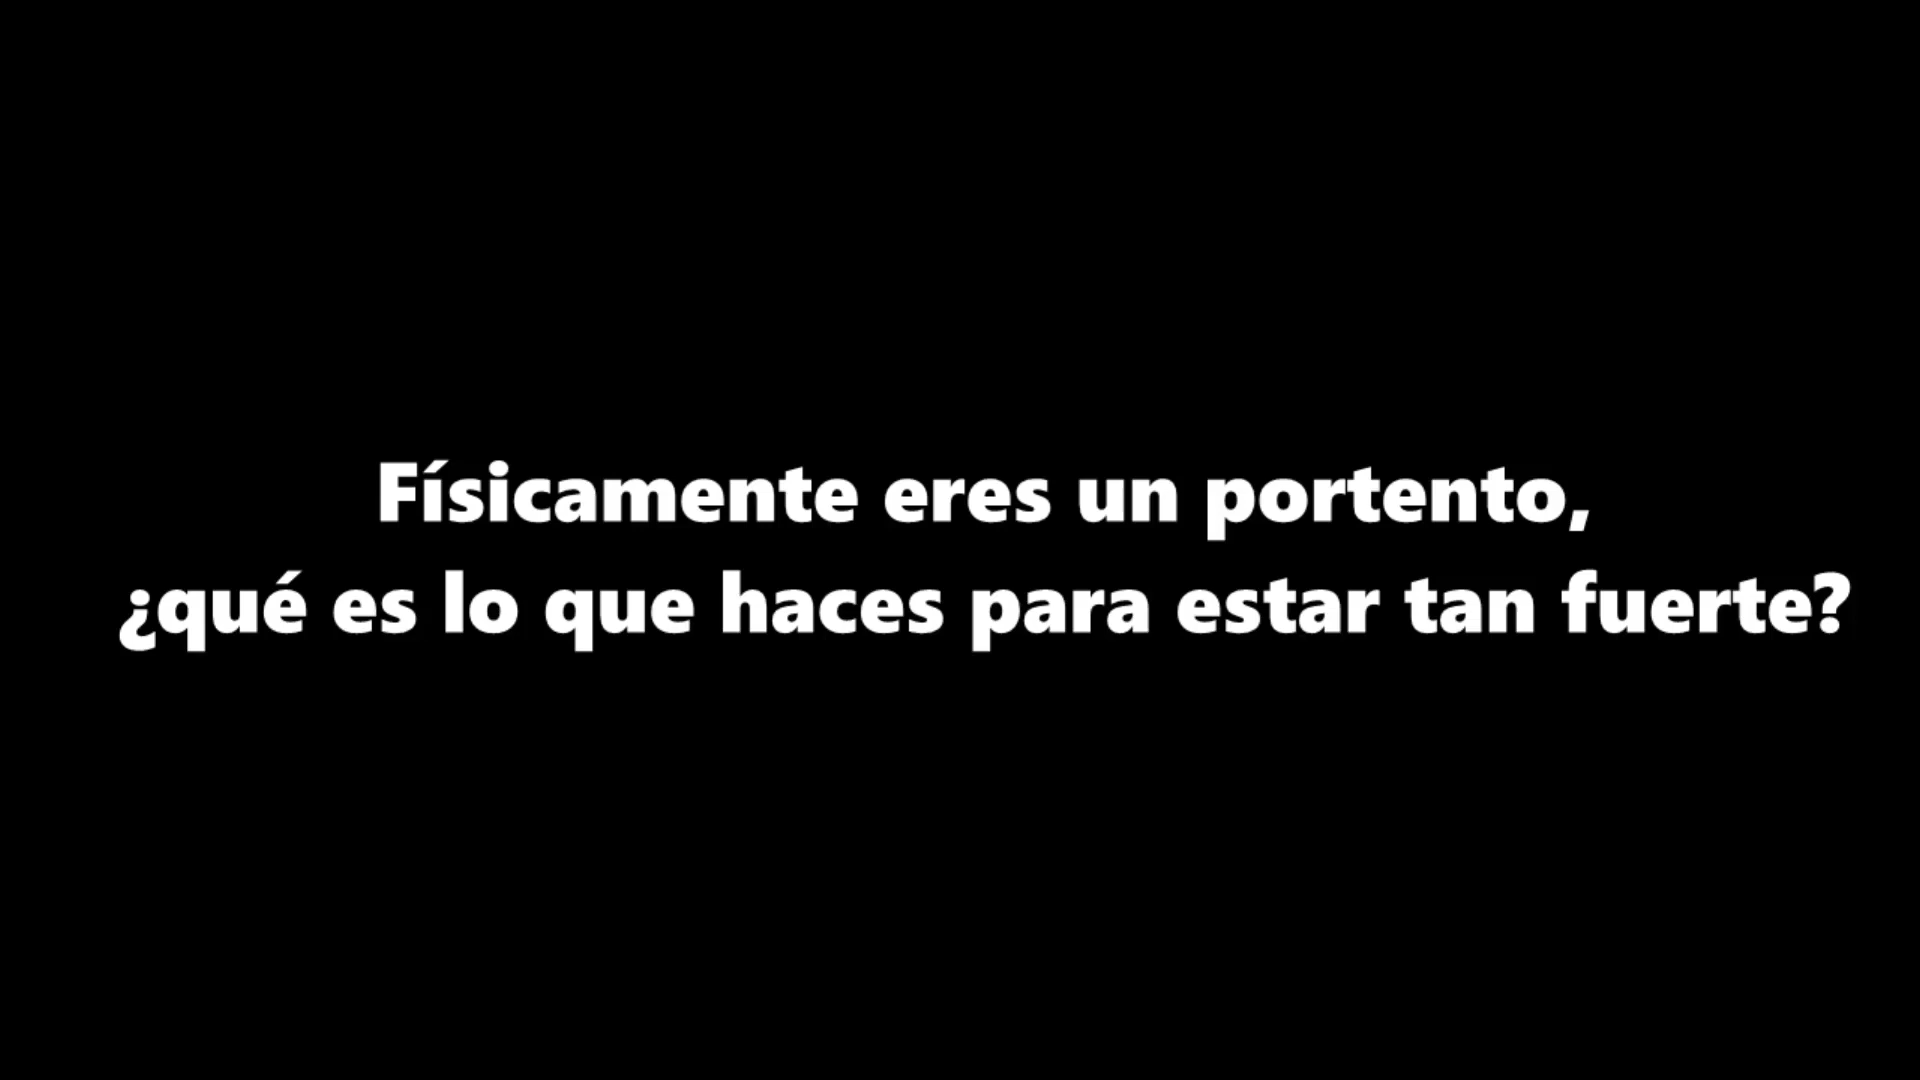 Físicamente eres un portento,
¿qué es lo que haces para estar tan fuerte?